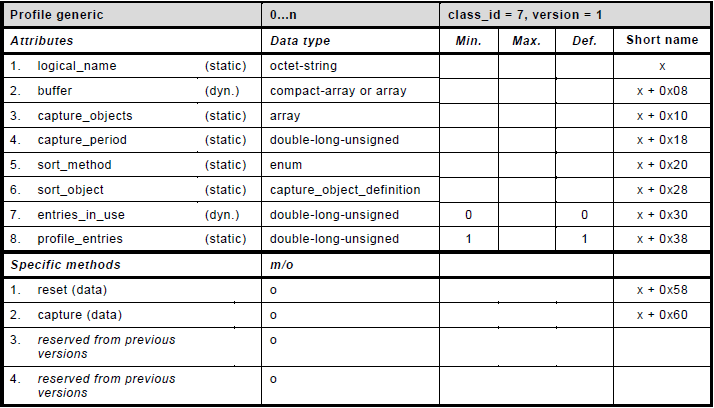 Profile generic 0...n class_id = 7, version = 1
Attributes Data type Min. Max. Def. Short name
1. logical_name (static) octet-string x
2. buffer (dyn.) compact-array or array x + 0x08
3. capture_objects (static) array x + 0x10
4. capture_period (static) double-long-unsigned x + 0x18
5. sort_method (static) enum x + 0x20
6. sort_object (static) capture_object_definition x + 0x28
7. entries_in_use (dyn.) double-long-unsigned 0 0 x + 0x30
8. profile_entries (static) double-long-unsigned 1 1 x + 0x38
Specific methods m/o
1. reset (data) o x + 0x58
2. capture (data) o x + 0x60
3. reserved from previous o
versions
4. reserved from previous o
versions